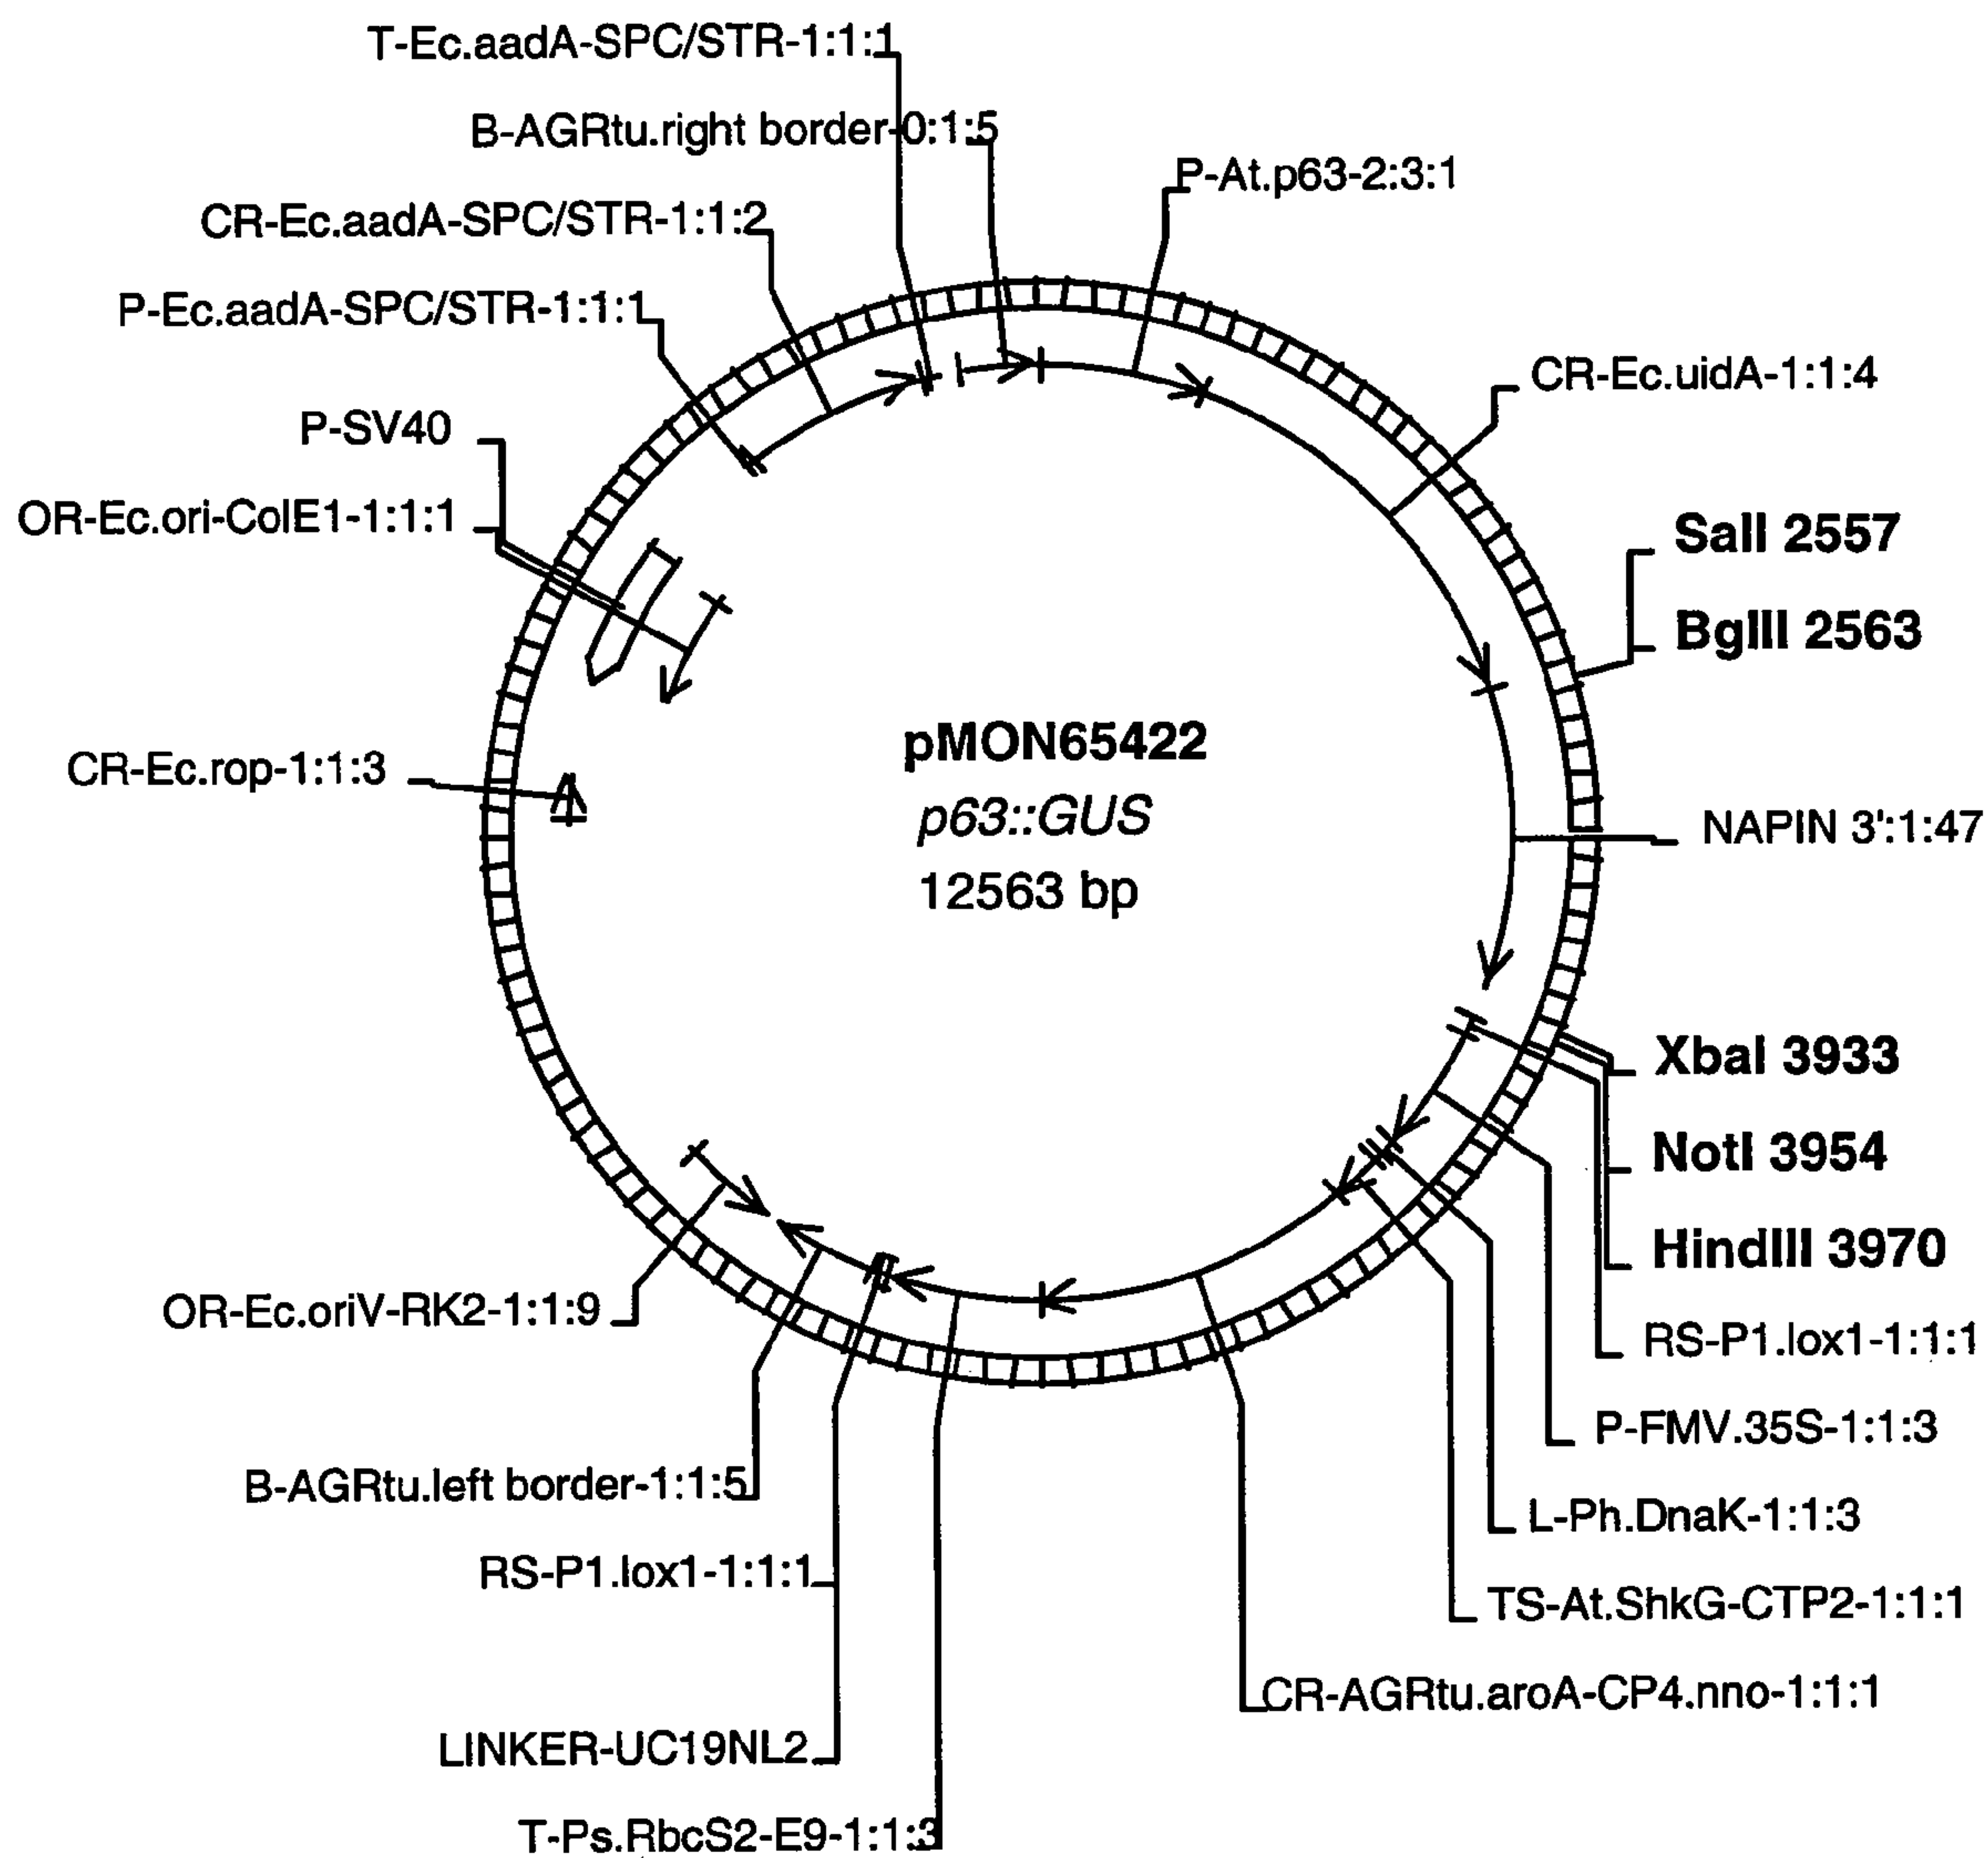 T-Ec.aadA-SPC/STR-1:1:1
B-AGRtu.right border-0:1:5
P-At.p63-2:3:1
CR-Ec.aadA-SPC/STR-1:1:2
P-Ec.aadA-SPC/STR-1:1:1
CR-Ec.uidA-1:1:4
P-SV40
OR-Ec.ori-ColE1-1:1:1
SalI 2557
BglII 2563
pMON65422
p63::GUS
12563 bp
CR-Ec.rop-1:1:3
NAPIN 3':1:47
XbaI 3933
NotI 3954
HindIII 3970
OR-Ec.oriV-RK2-1:1:9
RS-P1.lox1-1:1:1
P-FMV.35S-1:1:3
B-AGRtu.left border-1:1:5
L-Ph.DnaK-1:1:3
RS-P1.lox1-1:1:1
TS-At.ShkG-CTP2-1:1:1
CR-AGRtu.aroA-CP4.nno-1:1:1
LINKER-UC19NL2
T-Ps.RbcS2-E9-1:1:3